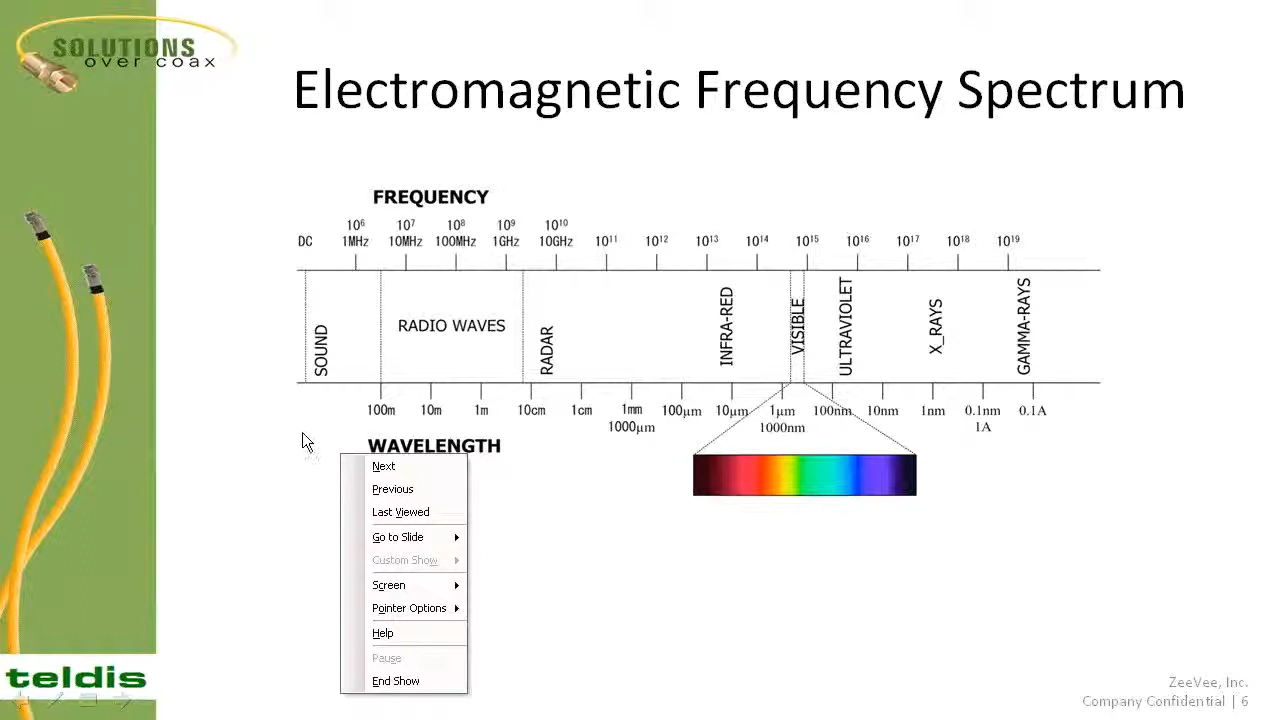 SOLUTIONS
over coax
Electromagnetic Frequency Spectrum
FREQUENCY
10⁶ 10⁷ 10⁸ 10⁹ 10¹⁰
DC 1MHz 10MHz 100MHz 1GHz 10GHz 10¹¹ 10¹² 10¹³ 10¹⁴ 10¹⁵ 10¹⁶ 10¹⁷ 10¹⁸ 10¹⁹
SOUND
RADIO WAVES
RADAR
INFRA-RED
VISIBLE
ULTRAVIOLET
X_RAYS
GAMMA-RAYS
100m 10m 1m 10cm 1cm 1mm 100μm 10μm 1μm 100nm 10nm 1nm 0.1nm 0.1A
1000μm 1000nm 1A
WAVELENGTH
Next
Previous
Last Viewed
Go to Slide
Custom Show
Screen
Pointer Options
Help
Pause
End Show
teldis
ZeeVee, Inc.
Company Confidential | 6